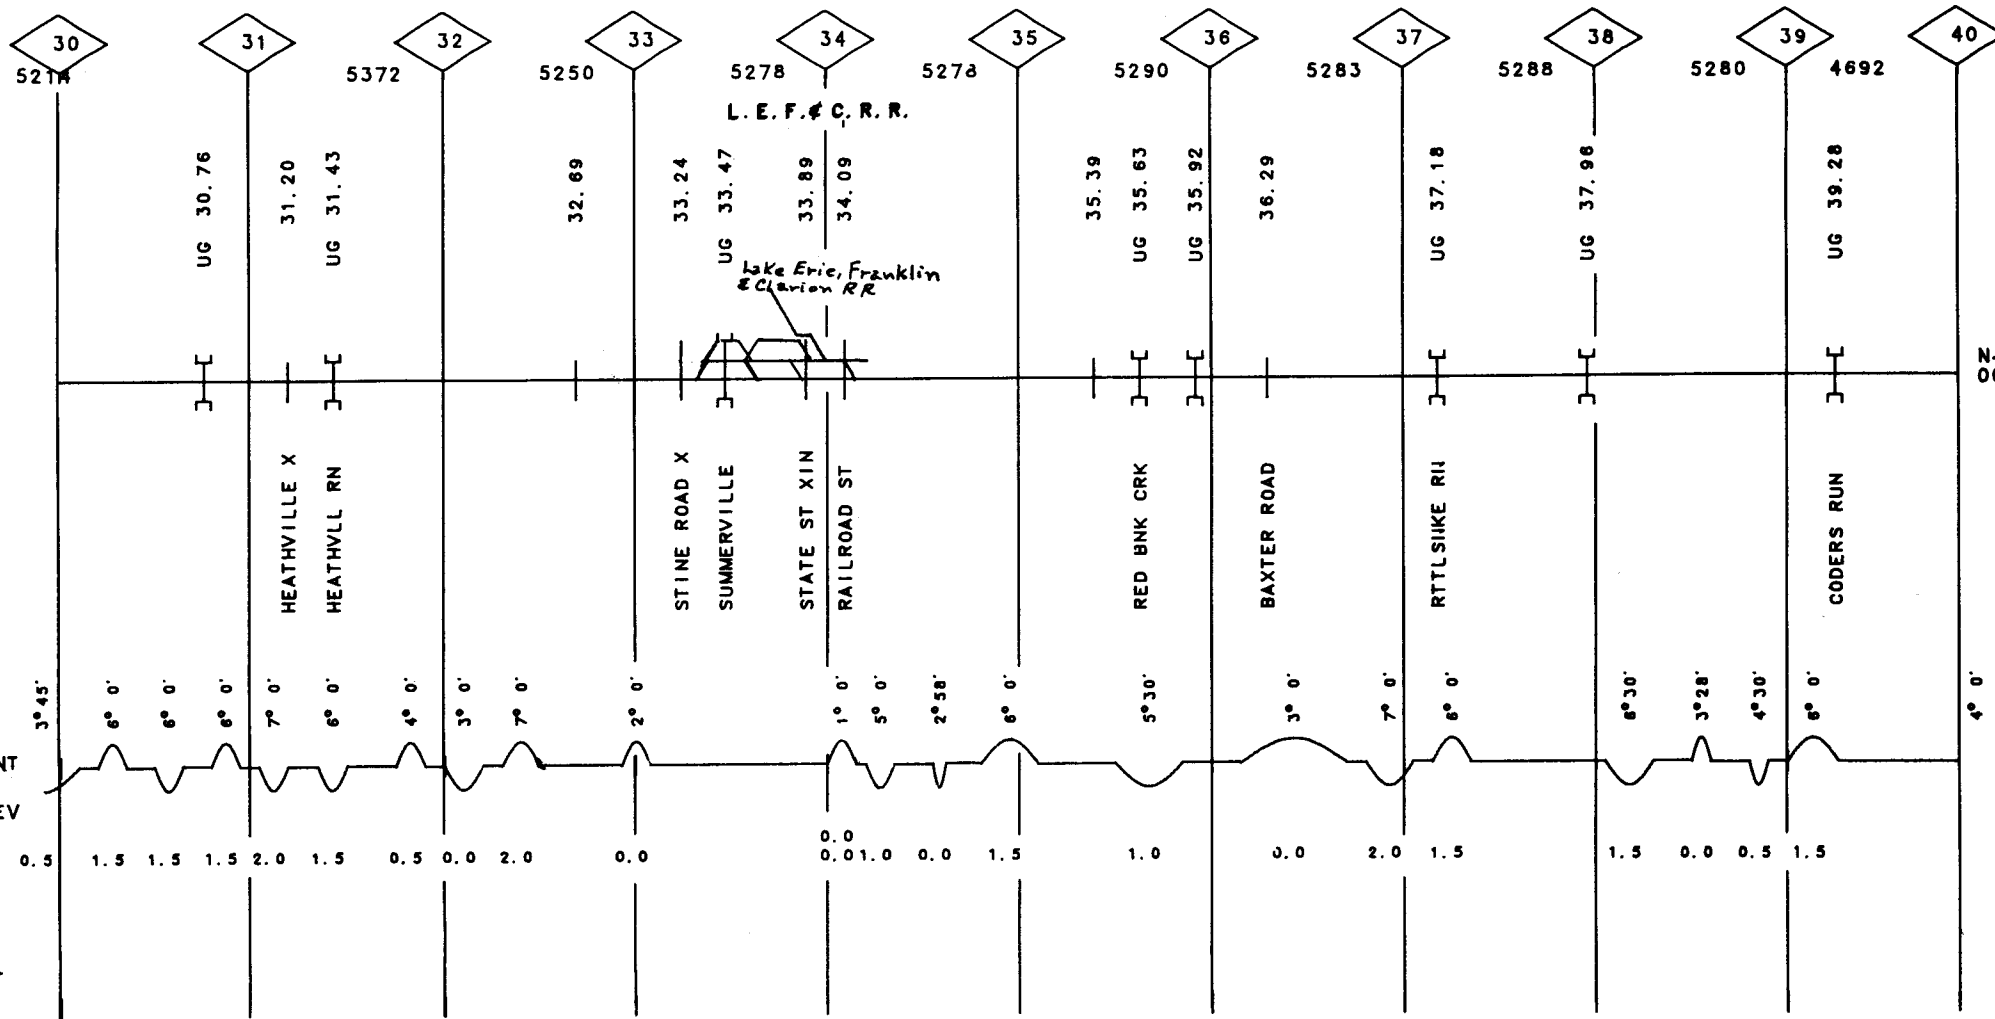 30 31 32 33 34 35 36 37 38 39 40
5214 5372 5250 5278 5278 5290 5283 5288 5280 4692
L. E. F. & C. R. R.
UG 30.76
31.20
UG 31.43
32.69
33.24
UG 33.47
33.89
34.09
35.39
UG 35.63
UG 35.92
36.29
UG 37.18
UG 37.98
UG 39.28
Lake Erie, Franklin
& Clarion RR
HEATHVILLE X
HEATHVLL RN
STINE ROAD X
SUMMERVILLE
STATE ST XIN
RAILROAD ST
RED BNK CRK
BAXTER ROAD
RTTLSNKE RN
CODERS RUN
3° 45' 6° 0' 6° 0' 6° 0' 7° 0' 6° 0' 4° 0' 3° 0' 7° 0' 2° 0' 1° 0' 5° 0' 2° 58' 6° 0' 5° 30' 3° 0' 7° 0' 6° 0' 6° 30' 3° 28' 4° 30' 6° 0' 4° 0'
NT
EV
0.0
0.5 1.5 1.5 1.5 2.0 1.5 0.5 0.0 2.0 0.0 0.0 1.0 0.0 1.5 1.0 0.0 2.0 1.5 1.5 0.0 0.5 1.5